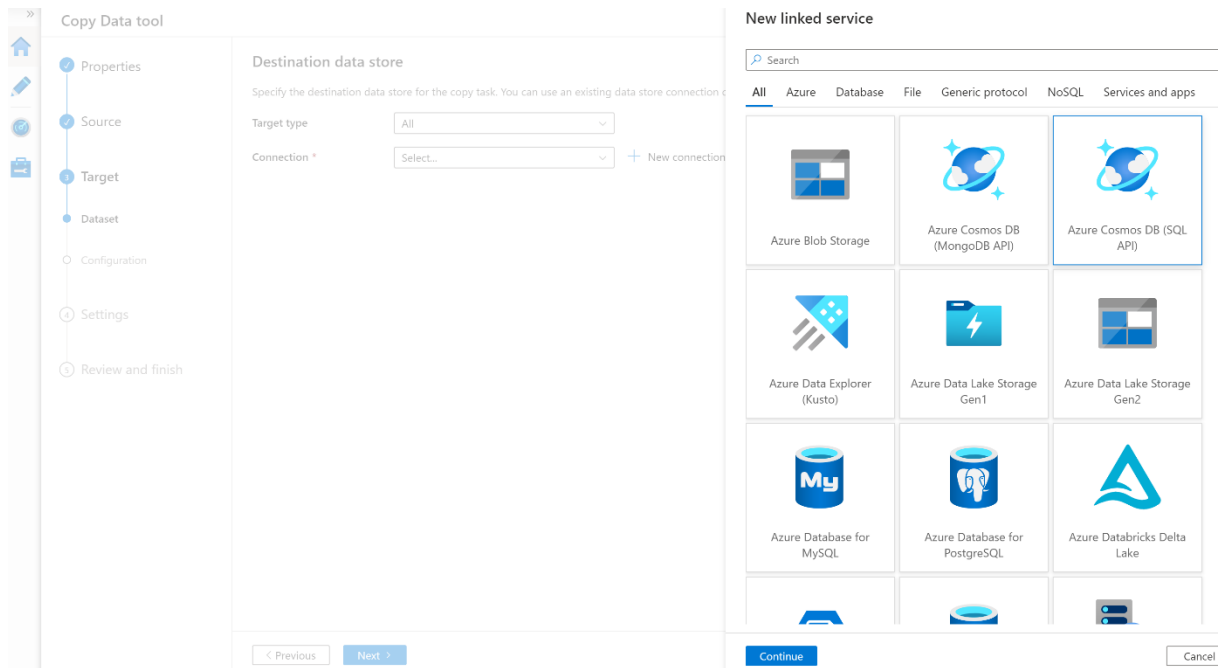 »
Copy Data tool
Properties
Source
3 Target
Dataset
Configuration
4 Settings
5 Review and finish
Destination data store
Specify the destination data store for the copy task. You can use an existing data store connection
Target type
All
Connection *
Select...
+ New connection
< Previous
Next >
New linked service
Search
All Azure Database File Generic protocol NoSQL Services and apps
Azure Blob Storage
Azure Cosmos DB
(MongoDB API)
Azure Cosmos DB (SQL
API)
Azure Data Explorer
(Kusto)
Azure Data Lake Storage
Gen1
Azure Data Lake Storage
Gen2
My
Azure Database for
MySQL
Azure Database for
PostgreSQL
Azure Databricks Delta
Lake
Continue
Cancel